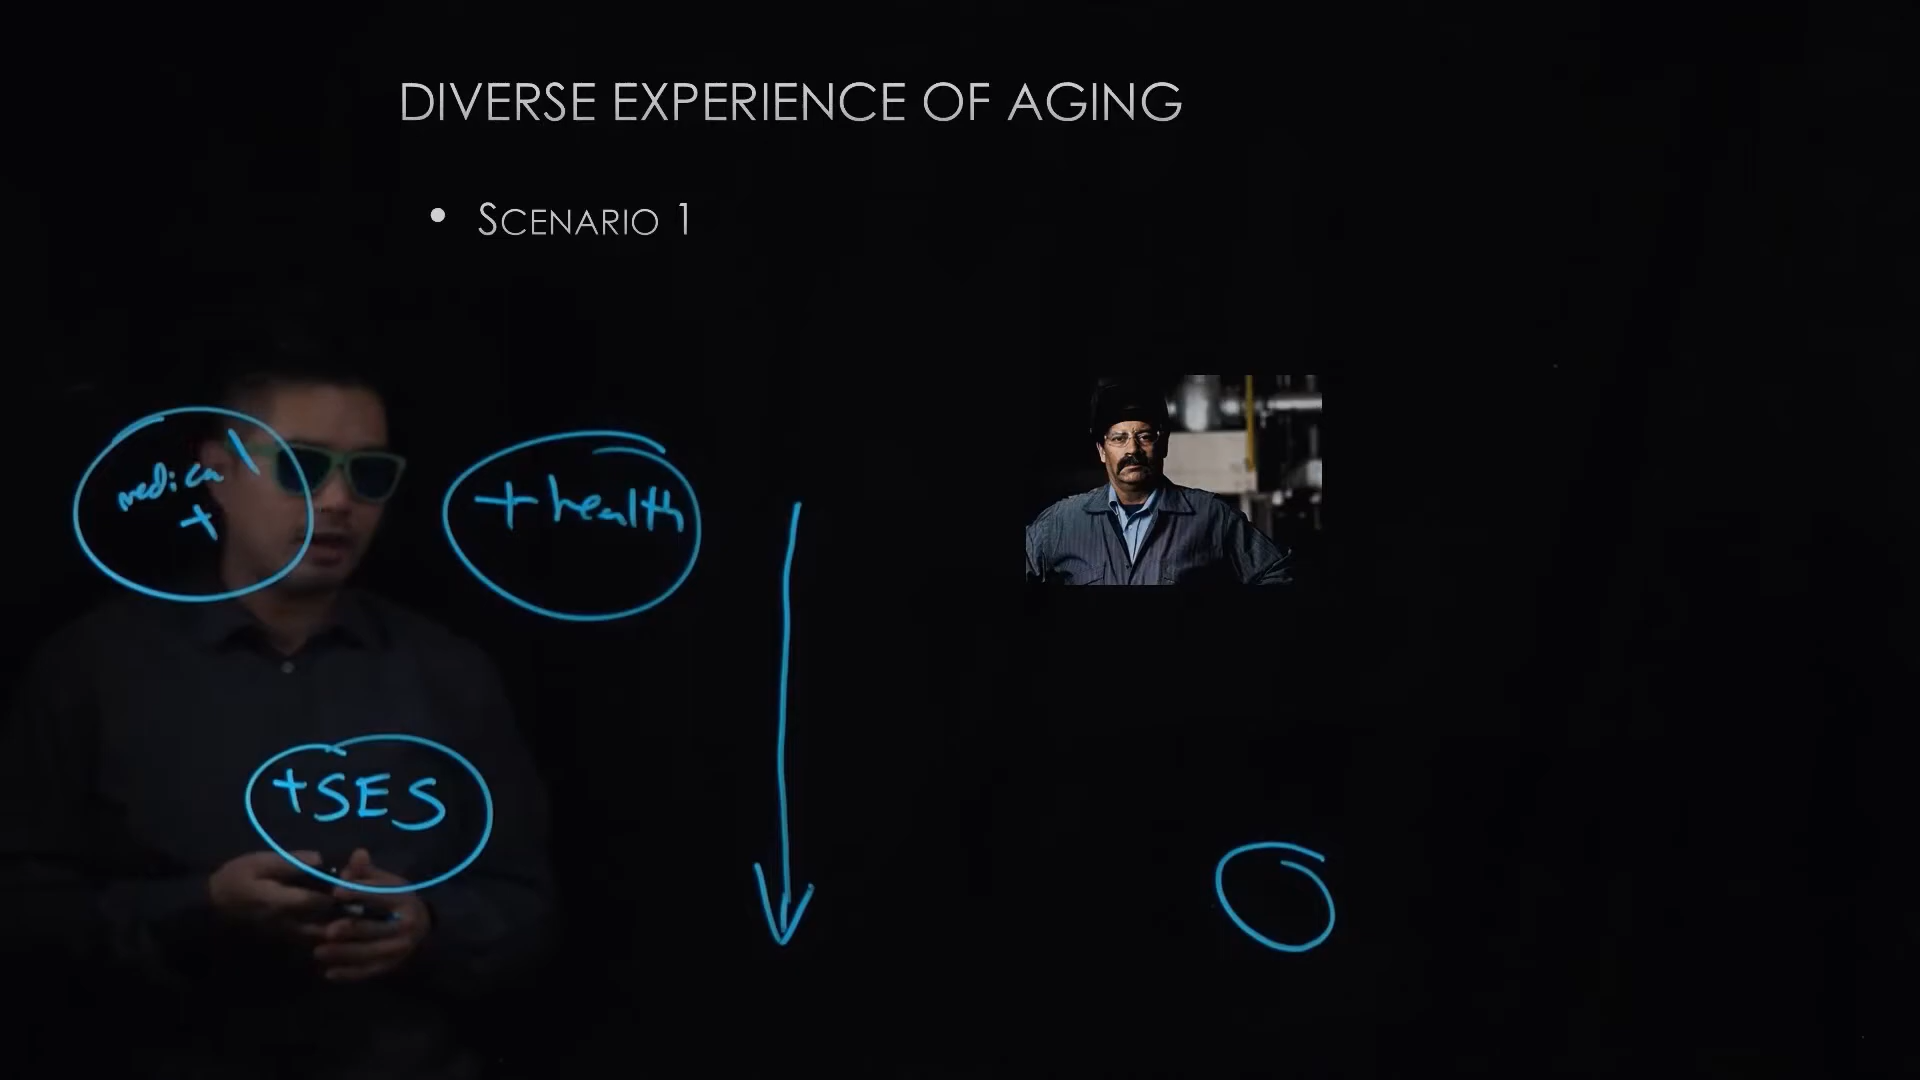 DIVERSE EXPERIENCE OF AGING
• SCENARIO 1
medical
+
+ health
+SES